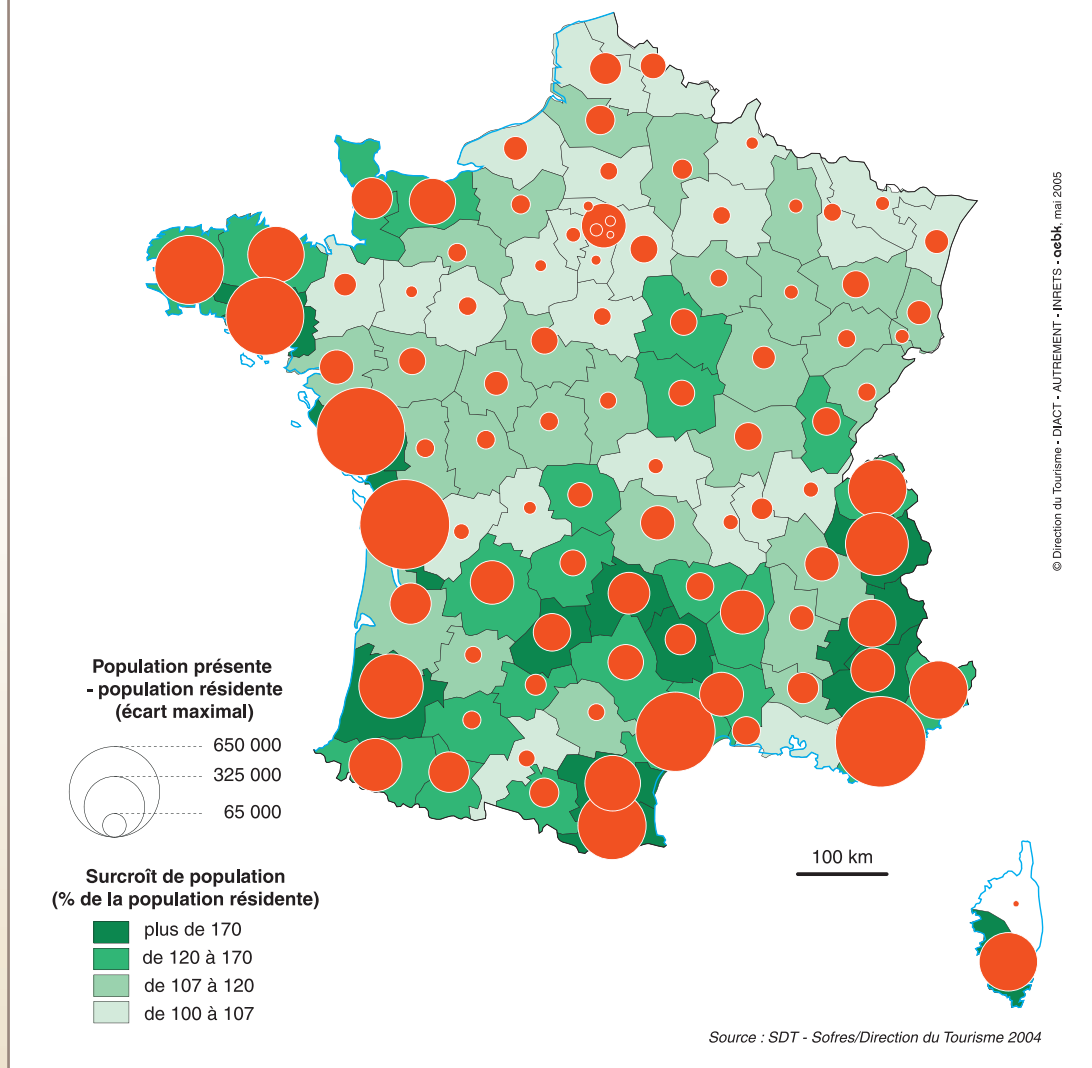 © Direction du Tourisme - DIACT - AUTREMENT - INRETS - aebk, mai 2005
Population présente
- population résidente
(écart maximal)
650 000
325 000
65 000
Surcroît de population
(% de la population résidente)
plus de 170
de 120 à 170
de 107 à 120
de 100 à 107
100 km
Source : SDT - Sofres/Direction du Tourisme 2004